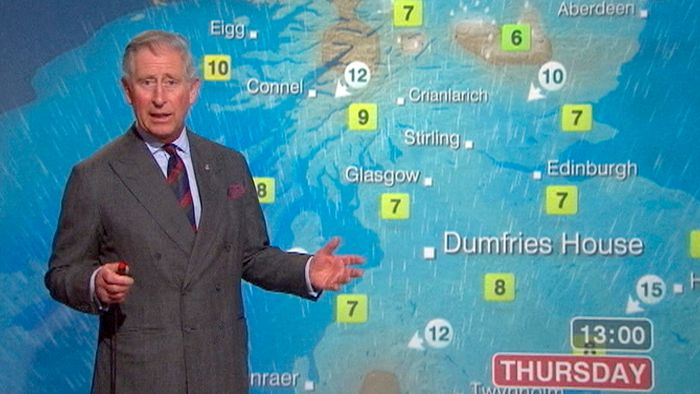 7
Aberdeen
Eigg
6
10
12
10
Connel
Crianlarich
9
7
Stirling
Edinburgh
Glasgow
8
7
7
Dumfries House
8
15
7
12
13:00
THURSDAY